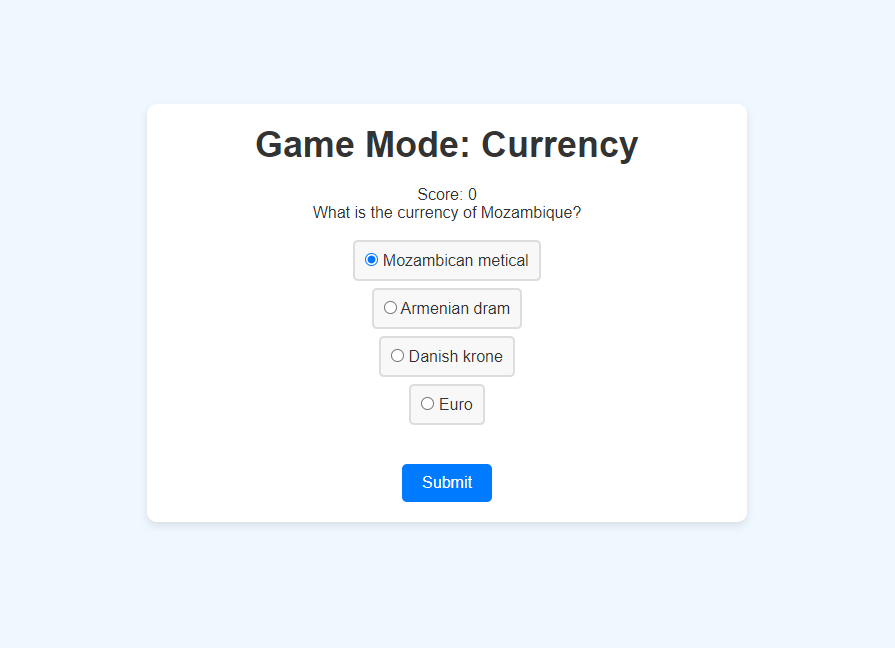 Game Mode: Currency
Score: 0
What is the currency of Mozambique?
Mozambican metical
Armenian dram
Danish krone
Euro
Submit